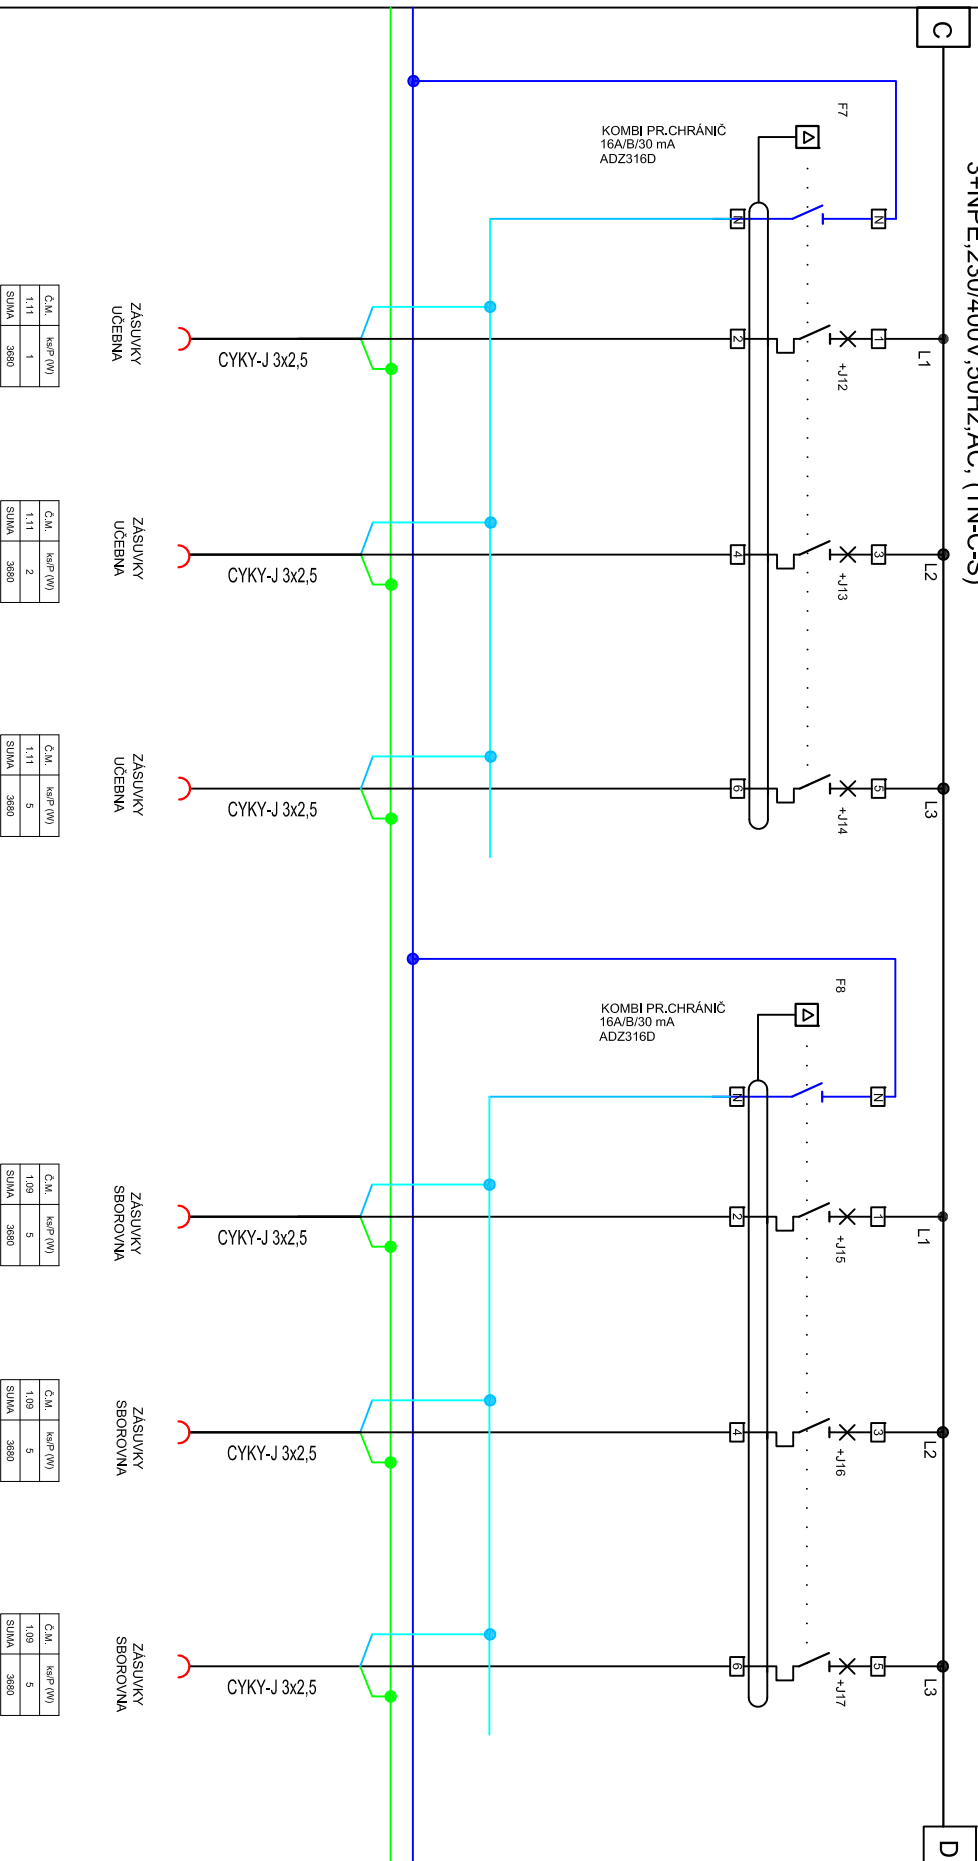 C
3+NPE,230/400V,50HZ,AC, (TN-C-S)
F7
KOMBI PR.CHRÁNIČ
16A/B/30 mA
ADZ316D
N
N
L1
1
+J12
2
L2
3
+J13
4
L3
5
+J14
6
CYKY-J 3x2,5
CYKY-J 3x2,5
CYKY-J 3x2,5
ZÁSUVKY
UČEBNA
ZÁSUVKY
UČEBNA
ZÁSUVKY
UČEBNA
Č.M. ks/P (W)
1.11 1
SUMA 3680
Č.M. ks/P (W)
1.11 2
SUMA 3680
Č.M. ks/P (W)
1.11 5
SUMA 3680
F8
KOMBI PR.CHRÁNIČ
16A/B/30 mA
ADZ316D
N
N
L1
1
+J15
2
L2
3
+J16
4
L3
5
+J17
6
CYKY-J 3x2,5
CYKY-J 3x2,5
CYKY-J 3x2,5
ZÁSUVKY
SBOROVNA
ZÁSUVKY
SBOROVNA
ZÁSUVKY
SBOROVNA
Č.M. ks/P (W)
1.09 5
SUMA 3680
Č.M. ks/P (W)
1.09 5
SUMA 3680
Č.M. ks/P (W)
1.09 5
SUMA 3680
D